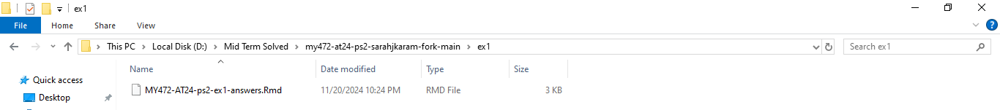 ex1
File Home Share View
This PC Local Disk (D:) Mid Term Solved my472-at24-ps2-sarahjkaram-fork-main ex1 Search ex1
Name Date modified Type Size
Quick access
MY472-AT24-ps2-ex1-answers.Rmd 11/20/2024 10:24 PM RMD File 3 KB
Desktop